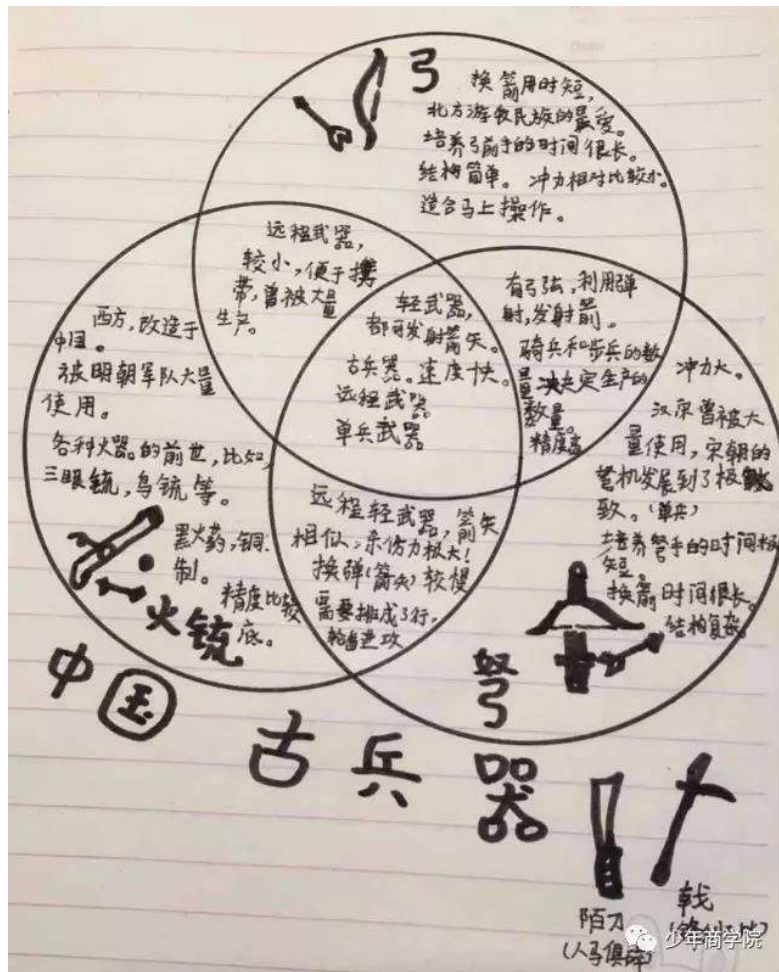 弓
换箭用时短,
北方游牧民族的最爱。
培养弓箭手的时间很长。
结构简单。 冲力相对比较小。
适合马上操作。
远程武器,
较小,便于携
带,曾被大量
生产。
有弓弦,利用弹
射,发射箭。
骑兵和步兵的数
量决定生产的
数量。
精度高
轻武器,
都可发射箭矢。
古兵器。速度快。
远程武器
单兵武器
西方,改造于
中国。
被明朝军队大量
使用。
各种火器。的前世,比如,
三眼铳,鸟铳等。
黑火药,铜
制。
精度比较
底。
火铳
远程轻武器,箭矢
相似,杀伤力极大!
换弹(箭矢)较慢
需要排成3行,
轮番进攻
冲力大。
汉宋曾被大
量使用,宋朝的
弩机发展到了极
致。(单兵)
培养弩手的时间极
短。
换箭时间很长。
结构复杂。
弩
中国
古兵器
陌刀
(人马俱碎)
戟
少年商学院